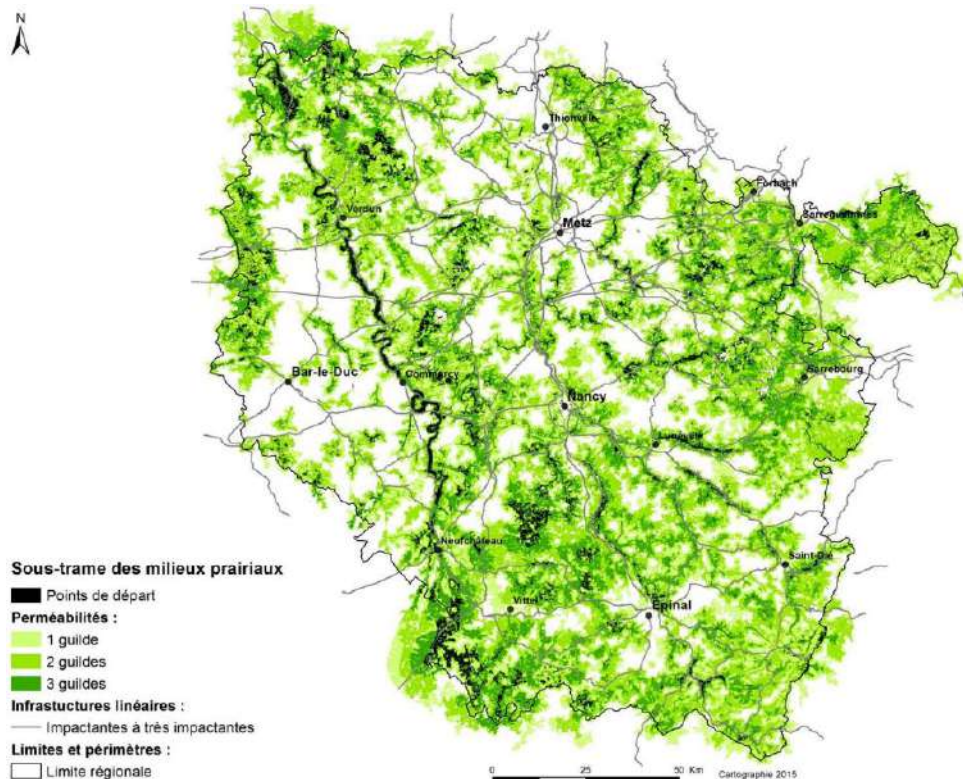 N
Thionville
Forbach
Sarreguemines
Verdun
Metz
Bar-le-Duc
Commercy
Sarrebourg
Nancy
Lunéville
Neufchâteau
Saint-Dié
Vittel
Epinal
Sous-trame des milieux prairiaux
Points de départ
Perméabilités :
1 guilde
2 guildes
3 guildes
Infrastuctures linéaires :
Impactantes à très impactantes
Limites et périmètres :
Limite régionale
0 25 50 Km
Cartographie 2015